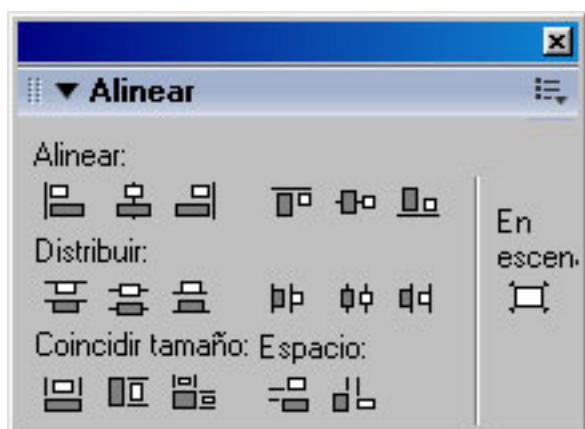 Alinear
Alinear:
En
escen
Distribuir:
Coincidir tamaño: Espacio: